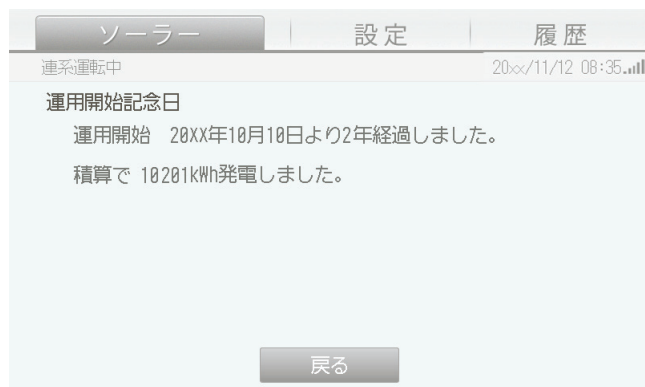 ソーラー 設定 履歴
連系運転中 20xx/11/12 08:35
運用開始記念日
運用開始 20XX年10月10日より2年経過しました。
積算で 10201kWh発電しました。
戻る